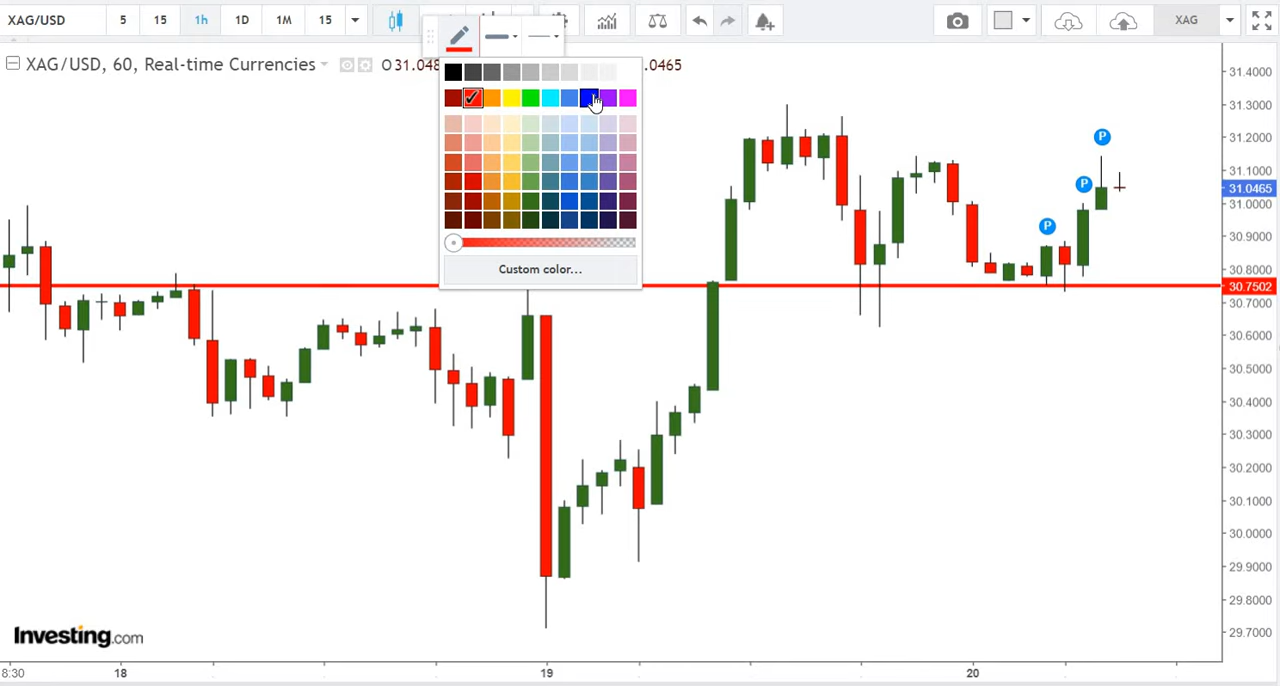 XAG/USD 5 15 1h 1D 1M 15 XAG
XAG/USD, 60, Real-time Currencies O31.048 .0465
Custom color...
P
P
P
31.4000
31.3000
31.2000
31.1000
31.0465
31.0000
30.9000
30.8000
30.7502
30.7000
30.6000
30.5000
30.4000
30.3000
30.2000
30.1000
30.0000
29.9000
29.8000
29.7000
Investing.com
8:30 18 19 20